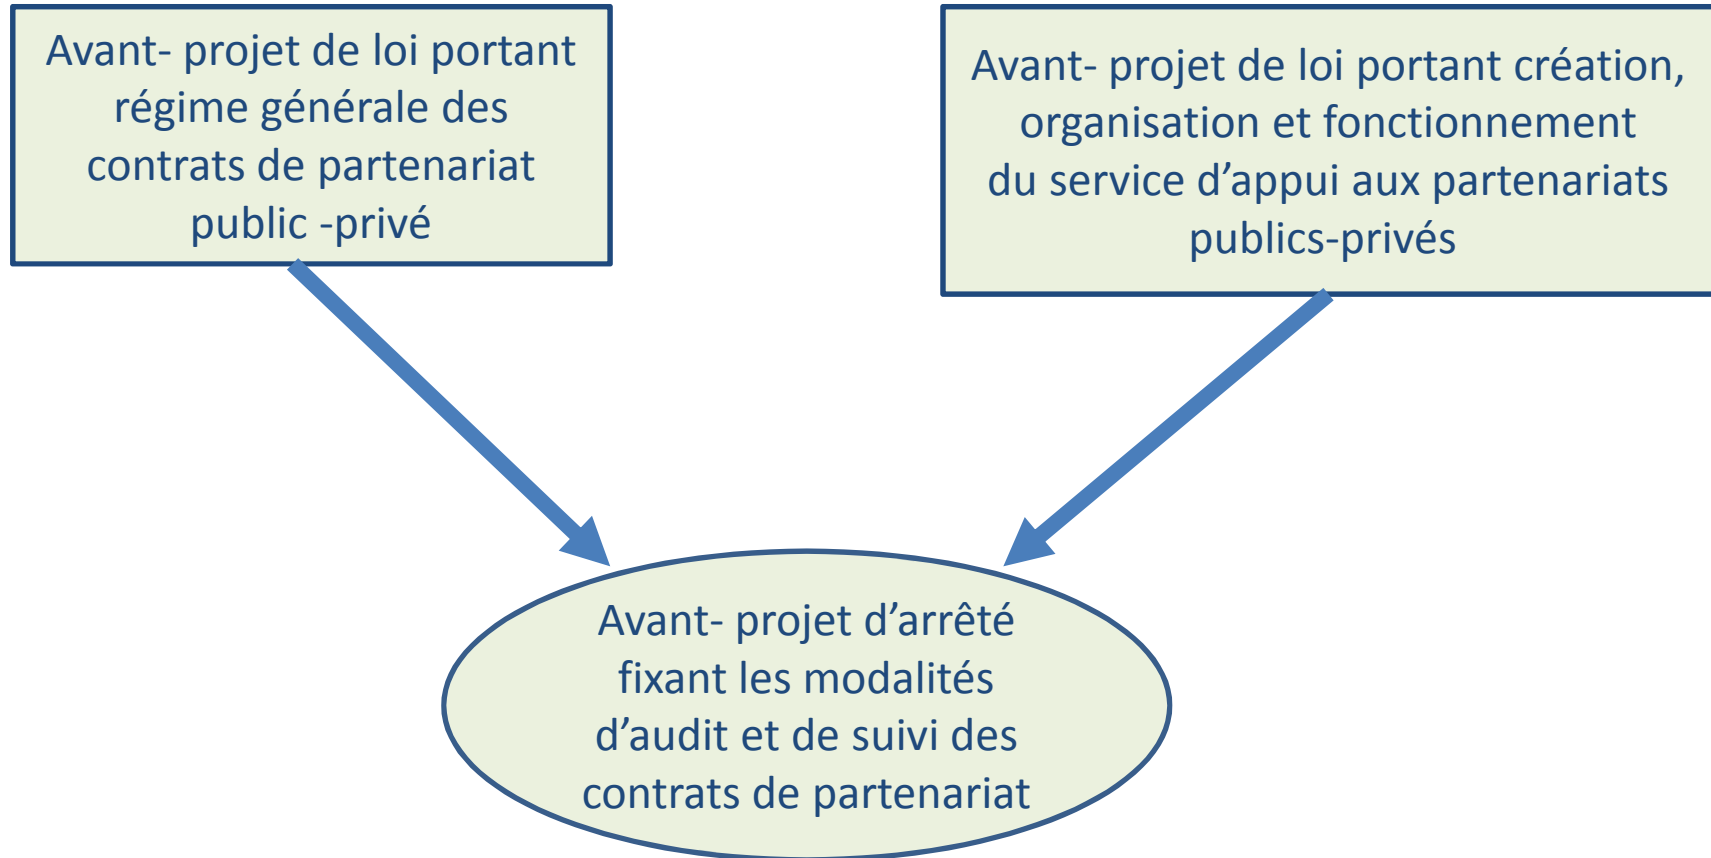 Avant- projet de loi portant
régime générale des
contrats de partenariat
public -privé
Avant- projet de loi portant création,
organisation et fonctionnement
du service d’appui aux partenariats
publics-privés
Avant- projet d’arrêté
fixant les modalités
d’audit et de suivi des
contrats de partenariat